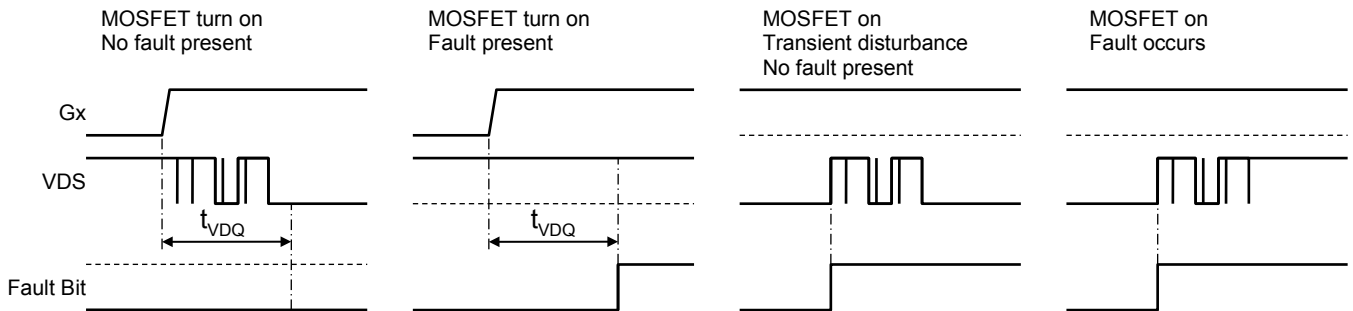 MOSFET turn on
No fault present
MOSFET turn on
Fault present
MOSFET on
Transient disturbance
No fault present
MOSFET on
Fault occurs
Gx
VDS
tVDQ
tVDQ
Fault Bit